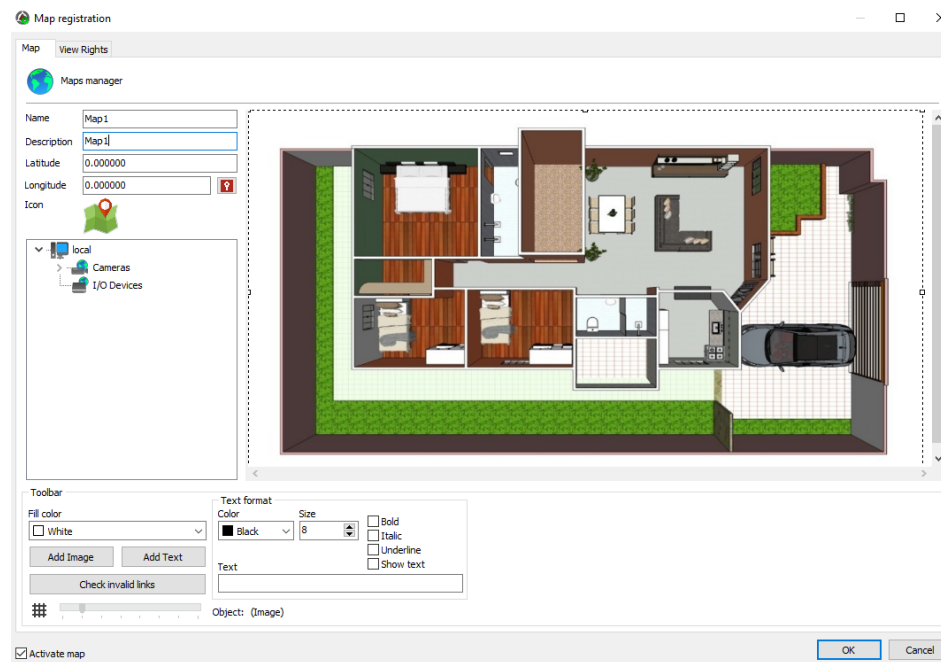 Map registration
Map View Rights
Maps manager
Name Map1
Description Map1
Latitude 0.000000
Longitude 0.000000
Icon
local
Cameras
I/O Devices
Toolbar
Fill color
White
Add Image Add Text
Check invalid links
Text format
Color Size
Black 8
Bold
Italic
Underline
Show text
Text
Object: (Image)
Activate map
OK Cancel